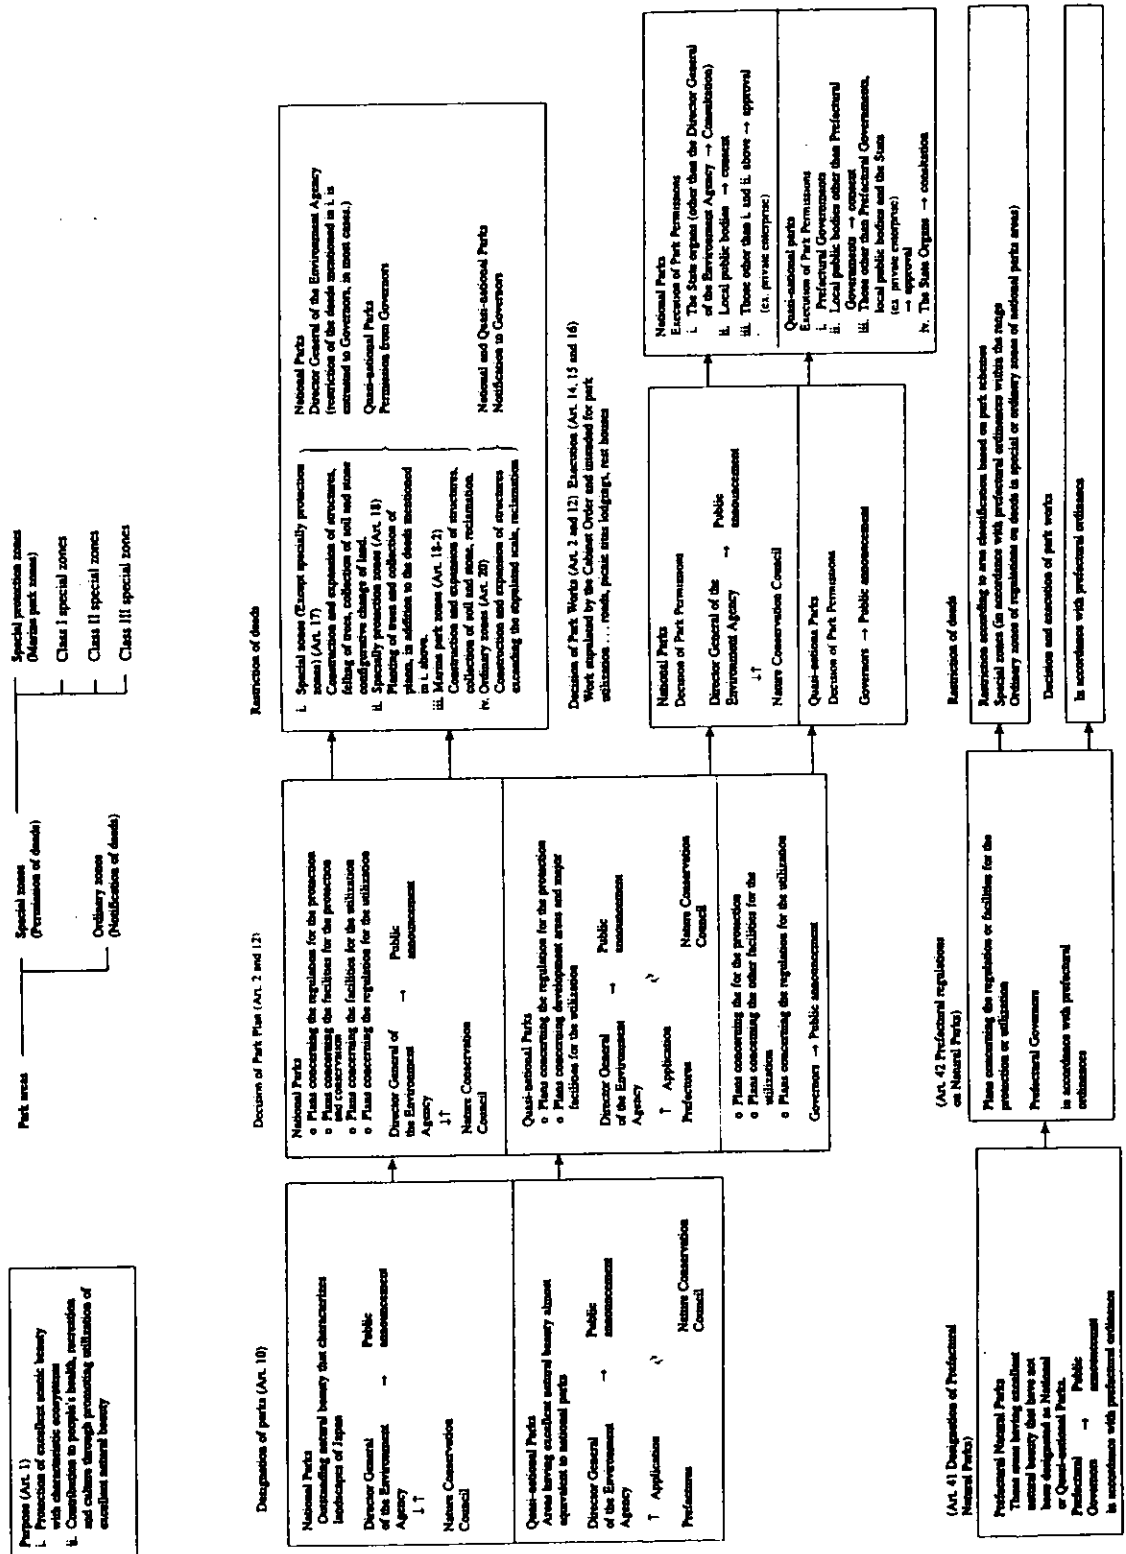 Purpose (Art. 1)
i. Protection of excellent scenic beauty
with characteristic ecosystems
ii. Contribution to people's health, recreation
and culture through promoting utilization of
excellent natural beauty
Park areas
Special zones
(Permission of deeds)
Ordinary zones
(Notification of deeds)
Special protection zones
(Marine park zones)
Class I special zones
Class II special zones
Class III special zones
Designation of parks (Art. 10)
National Parks
Outstanding natural beauty that characterizes
landscapes of Japan
Director General → Public
of the Environment announcement
Agency
↓↑
Nature Conservation
Council
Quasi-national Parks
Areas having excellent natural beauty almost
equivalent to national parks
Director General → Public
of the Environment announcement
Agency
↑ Application
Prefectures Nature Conservation
Council
Decision of Park Plan (Art. 2 and 12)
National Parks
o Plans concerning the regulations for the protection
o Plans concerning the facilities for the protection
and conservation
o Plans concerning the facilities for the utilization
o Plans concerning the regulation for the utilization
Director General of → Public
the Environment announcement
Agency
↓↑
Nature Conservation
Council
Quasi-national Parks
o Plans concerning the regulation for the protection
o Plans concerning development areas and major
facilities for the utilization
Director General → Public
of the Environment announcement
Agency
↑ Application
Prefectures Nature Conservation
Council
o Plans concerning the for the protection
o Plans concerning the other facilities for the
utilization
o Plans concerning the regulation for the utilization
Governors → Public announcement
Restriction of deeds
i. Special zones (Except specially protection
zones) (Art. 17)
Construction and expansion of structures,
felling of trees, collection of soil and stone
configurative change of land.
ii. Specially protection zones (Art. 18)
Planting of trees and collection of
plants, in addition to the deeds mentioned
in i. above.
iii. Marine park zones (Art. 18-2)
Construction and expansion of structures.
collection of soil and stone, reclamation.
iv. Ordinary zones (Art. 20)
Construction and expansion of structures
exceeding the stipulated scale, reclamation
National Parks
Director General of the Environment Agency
(restriction of the deeds mentioned in i. is
entrusted to Governors, in most cases.)
Quasi-national Parks
Permission from Governors
National and Quasi-national Parks
Notification to Governors
Decision of Park Works (Art. 2 and 12) Execution (Art. 14, 15 and 16)
Work stipulated by the Cabinet Order and intended for park
utilization . . . roads, picnic sites lodgings, rest houses
National Parks
Decision of Park Permissions
Director General of the → Public
Environment Agency announcement
↓↑
Nature Conservation Council
Quasi-nationa Parks
Decision of Park Permissions
Governors → Public announcement
National Parks
Execution of Park Permissions
i. The State organs (other than the Director General
of the Environment Agency → Consultation)
ii. Local public bodies → consent
iii. Those other than i. and ii. above → approval
(ex. private enterprise)
Quasi-national parks
Execution of Park Permissions
i. Prefectural Governments
ii. Local public bodies other than Prefectural
Governments → consent
iii. Those other than Prefectural Governments,
local public bodies and the State
(ex private enterprise)
→ approval
iv. The State Organs → consultation
(Art. 41 Designation of Prefectural
Natural Parks)
Prefectural Natural Parks
Those areas having excellent
natural beauty that have not
been designated as National
or Quasi-national Parks.
Prefectural → Public
Governors announcement
in accordance with prefectural ordinance
(Art. 42 Prefectural regulations
on Natural Parks)
Plans concerning the regulation or facilities for the
protection or utilization
Prefectural Governors
in accordance with prefectural
ordinances
Restriction of deeds
Restriction according to area classification based on park schemes
Special zones (in accordance with prefectural ordinances within the range
Ordinary zones of regulations on deeds in special or ordinary zones of national parks areas)
Decision and execution of park works
in accordance with prefectural ordinance